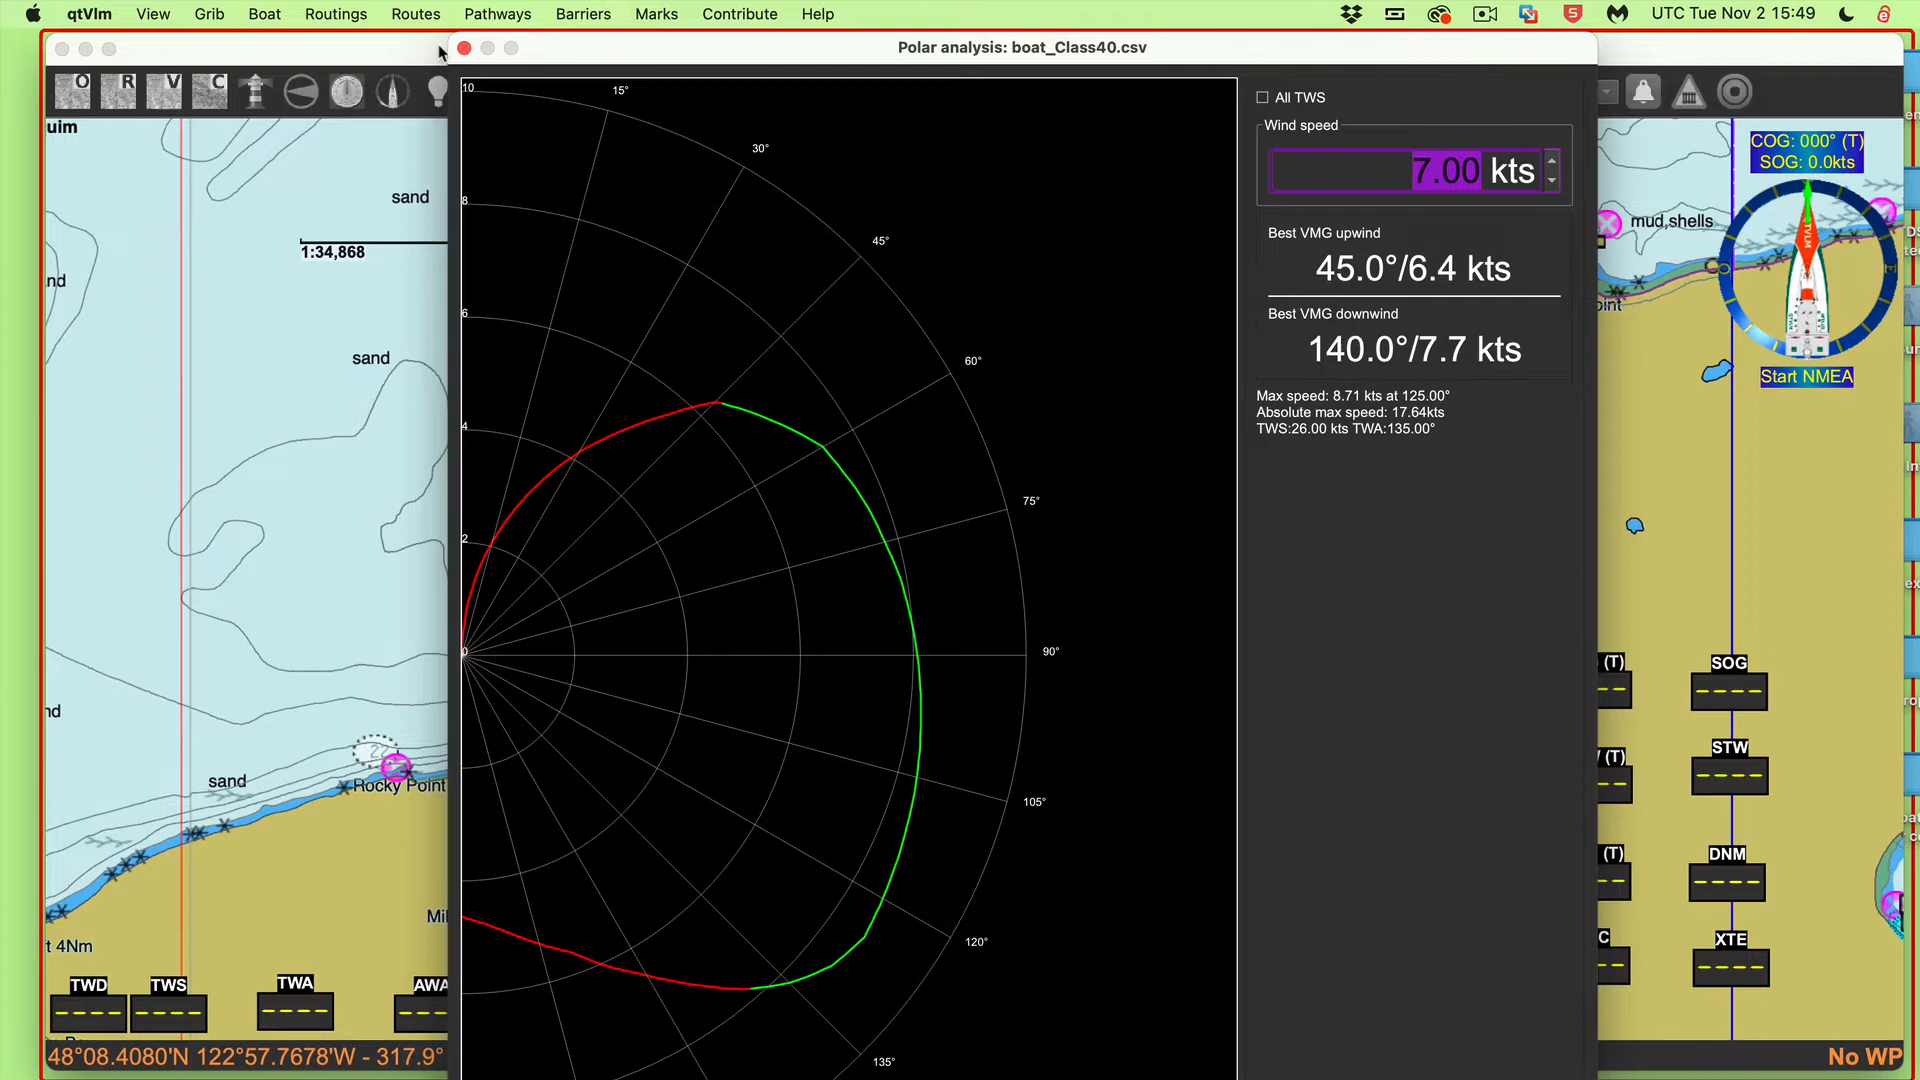 qtVlm View Grib Boat Routings Routes Pathways Barriers Marks Contribute Help
UTC Tue Nov 2 15:49
Polar analysis: boat_Class40.csv
O R V C
10
15°
30°
45°
60°
75°
90°
105°
120°
135°
8
6
4
2
0
All TWS
Wind speed
7.00 kts
Best VMG upwind
45.0°/6.4 kts
Best VMG downwind
140.0°/7.7 kts
Max speed: 8.71 kts at 125.00°
Absolute max speed: 17.64kts
TWS:26.00 kts TWA:135.00°
uim
sand
1:34,868
nd
sand
nd
22
sand
Rocky Point
Mil
t 4Nm
TWD TWS TWA AWA
48°08.4080'N 122°57.7678'W - 317.9°
COG: 000° (T)
SOG: 0.0kts
mud,shells
oint
Start NMEA
(T) SOG
(T) STW
(T) DNM
C XTE
No WP